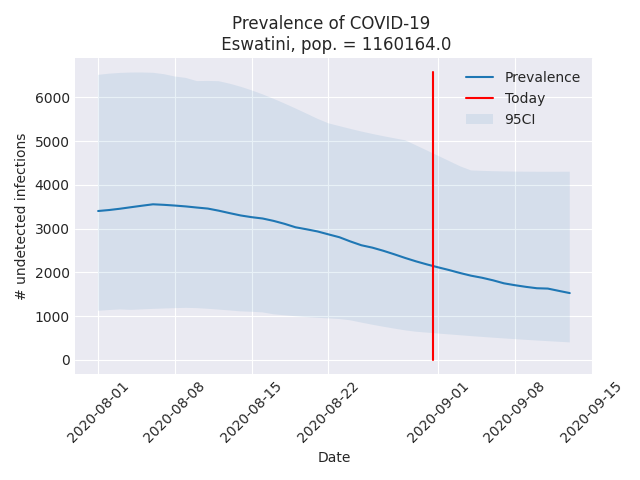 Prevalence of COVID-19
Eswatini, pop. = 1160164.0
Prevalence
Today
95CI
# undetected infections
6000
5000
4000
3000
2000
1000
0
2020-08-01
2020-08-08
2020-08-15
2020-08-22
2020-09-01
2020-09-08
2020-09-15
Date